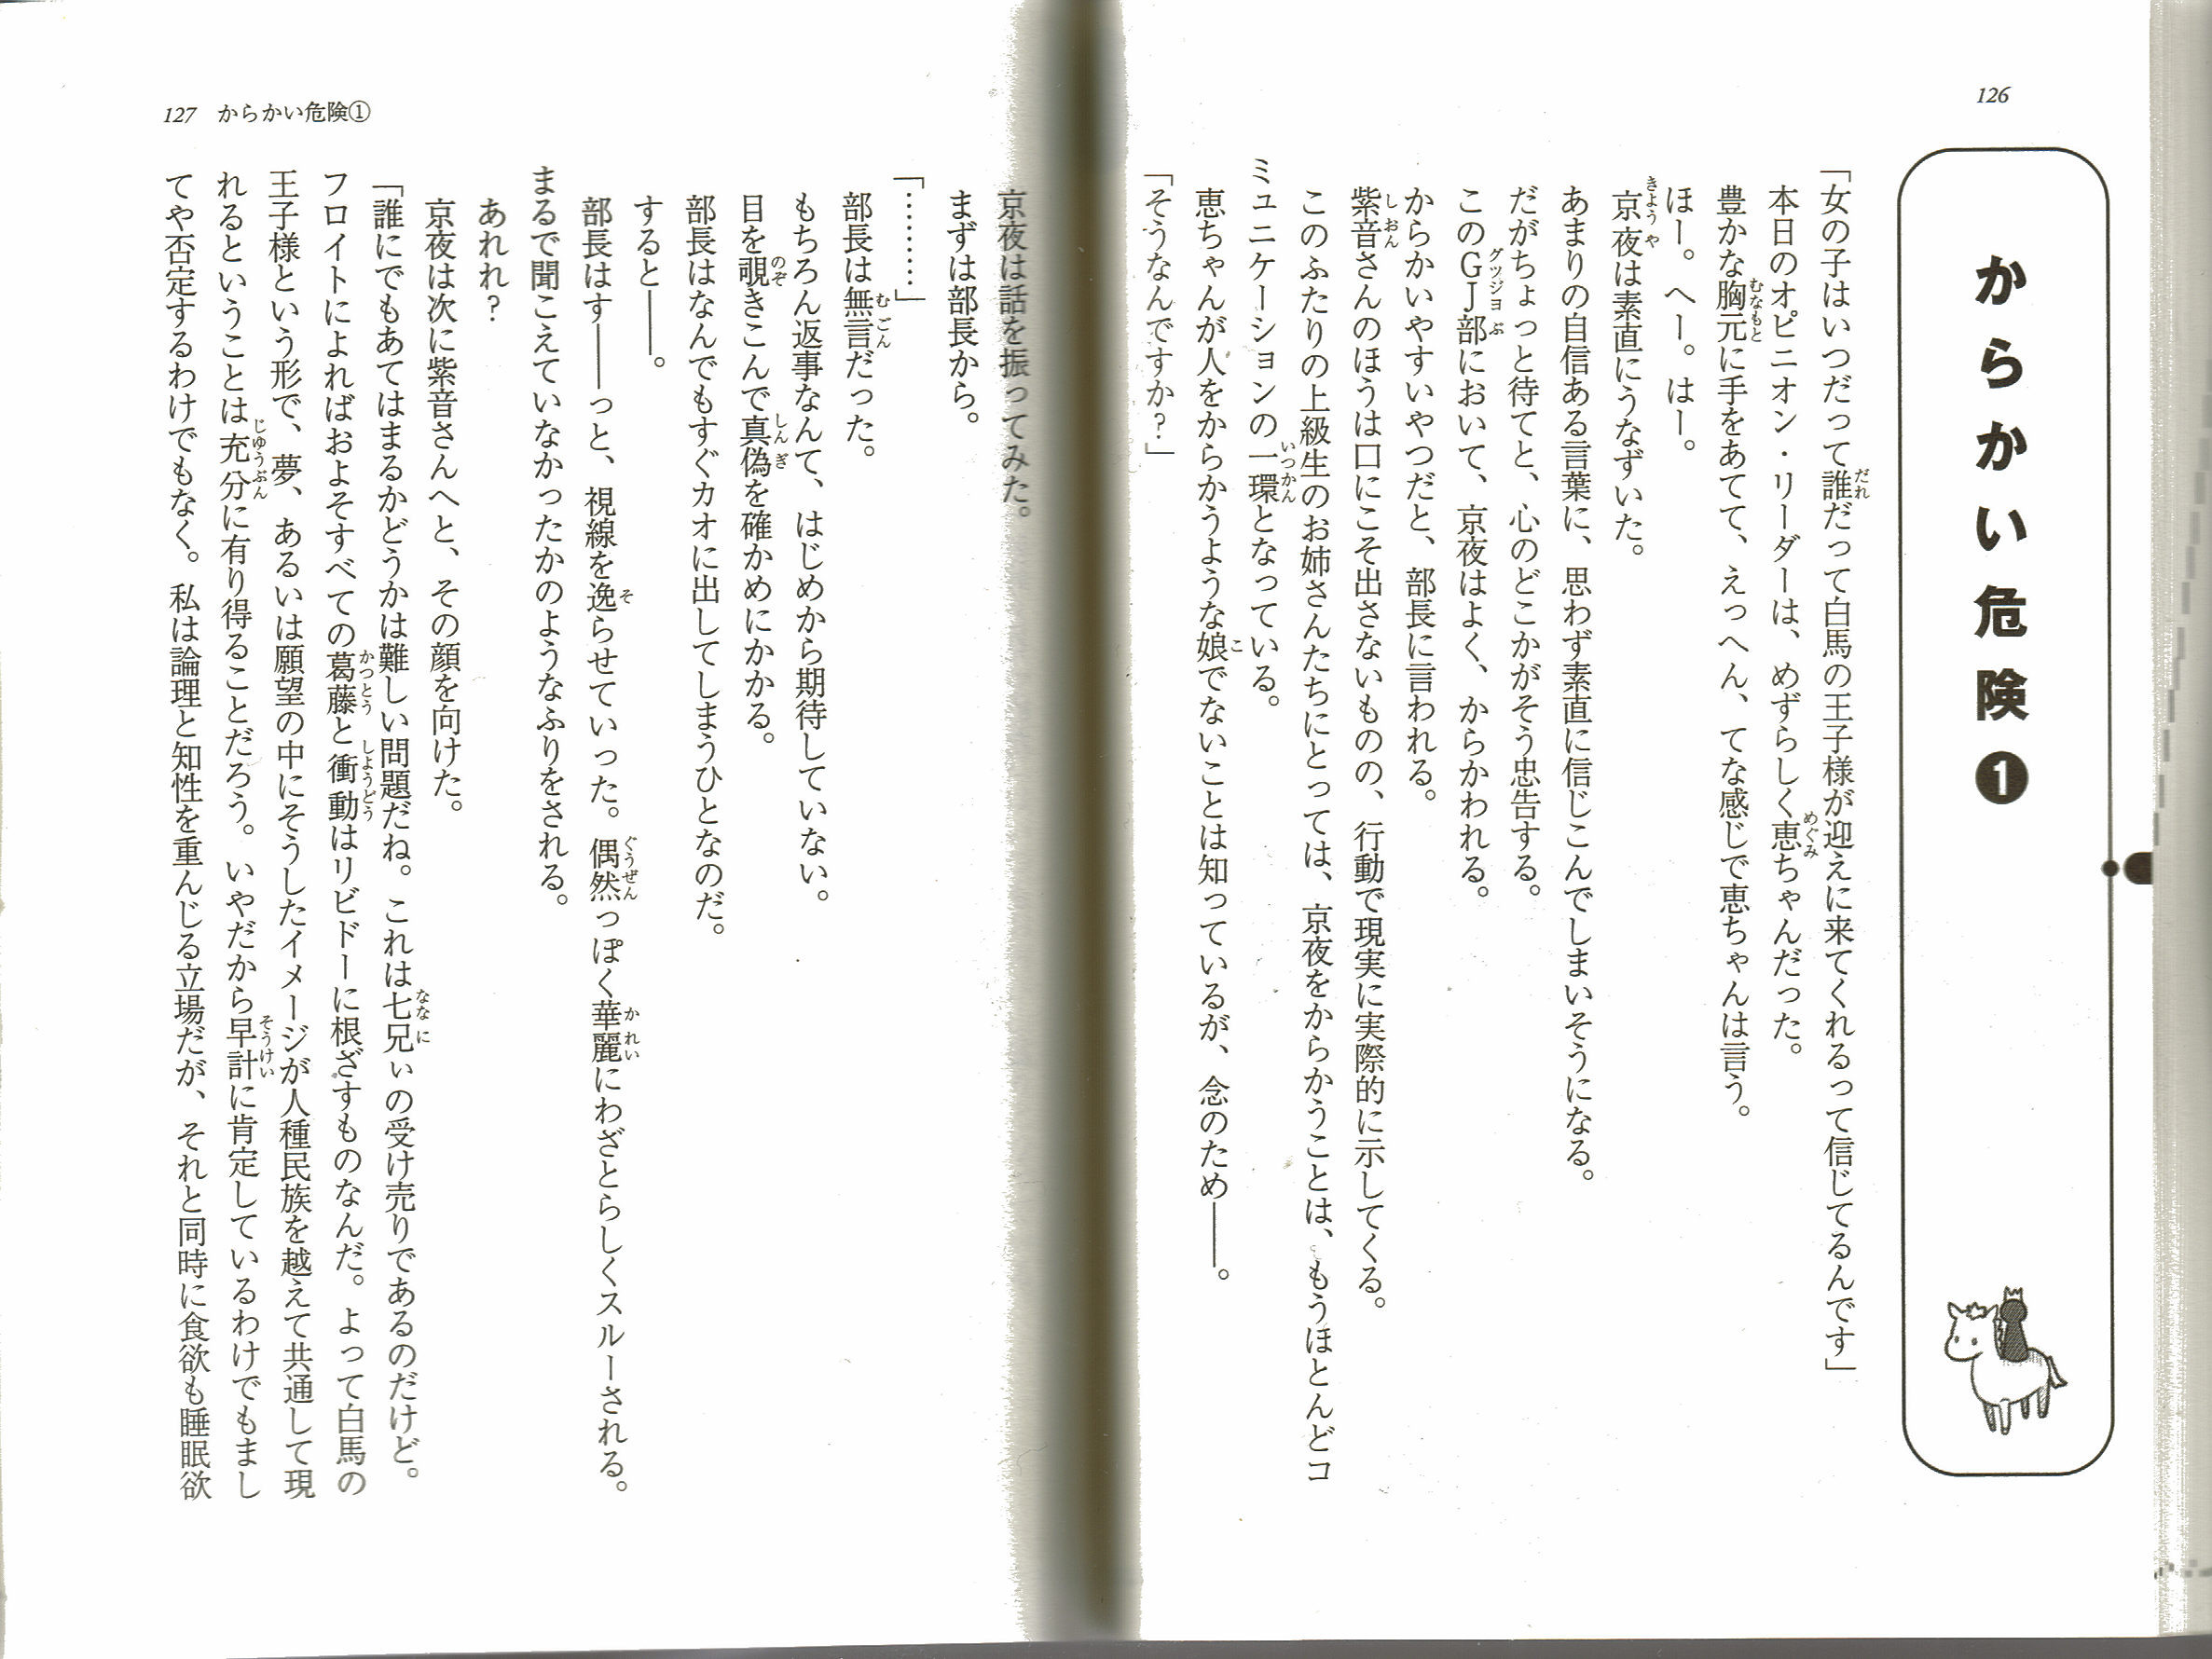 126
からかい危険❶
「女の子はいつだって誰だって白馬の王子様が迎えに来てくれるって信じてるんです」
本日のオピニオン・リーダーは、めずらしく恵ちゃんだった。
豊かな胸元に手をあてて、えっへん、てな感じで恵ちゃんは言う。
ほー。へー。はー。
京夜は素直にうなずいた。
あまりの自信ある言葉に、思わず素直に信じこんでしまいそうになる。
だがちょっと待てと、心のどこかがそう忠告する。
このＧＪ部において、京夜はよく、からかわれる。
からかいやすいやつだと、部長に言われる。
紫音さんのほうは口にこそ出さないものの、行動で現実に実際的に示してくる。
このふたりの上級生のお姉さんたちにとっては、京夜をからかうことは、もうほとんどコ
ミュニケーションの一環となっている。
恵ちゃんが人をからかうような娘でないことは知っているが、念のため――。
「そうなんですか？」
京夜は話を振ってみた。
まずは部長から。
「………」
部長は無言だった。
もちろん返事なんて、はじめから期待していない。
目を覗きこんで真偽を確かめにかかる。
部長はなんでもすぐカオに出してしまうひとなのだ。
すると――。
部長はす――っと、視線を逸らせていった。偶然っぽく華麗にわざとらしくスルーされる。
まるで聞こえていなかったかのようなふりをされる。
あれれ？
京夜は次に紫音さんへと、その顔を向けた。
「誰にでもあてはまるかどうかは難しい問題だね。これは七兄ぃの受け売りであるのだけど。
フロイトによればおよそすべての葛藤と衝動はリビドーに根ざすものなんだ。よって白馬の
王子様という形で、夢、あるいは願望の中にそうしたイメージが人種民族を越えて共通して現
れるということは充分に有り得ることだろう。いやだから早計に肯定しているわけでもまし
てや否定するわけでもなく。私は論理と知性を重んじる立場だが、それと同時に食欲も睡眠欲
127 からかい危険①